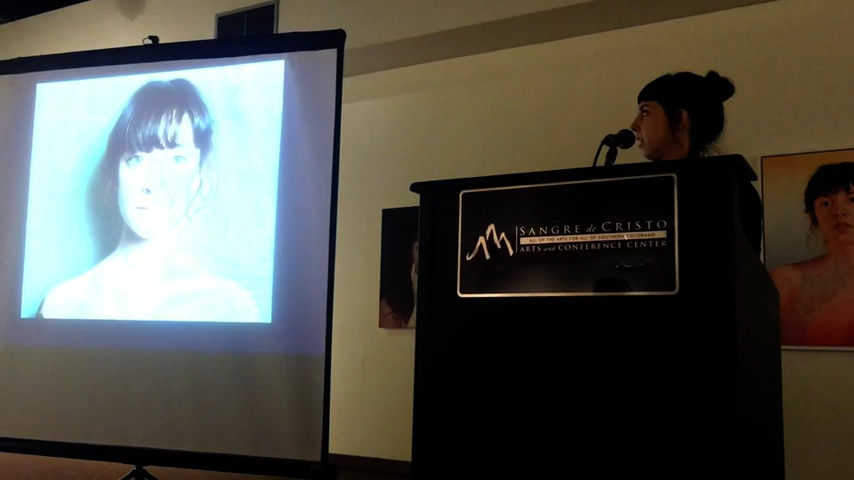 SANGRE de CRISTO
ALL OF THE ARTS FOR ALL OF SOUTHERN COLORADO
ARTS and CONFERENCE CENTER